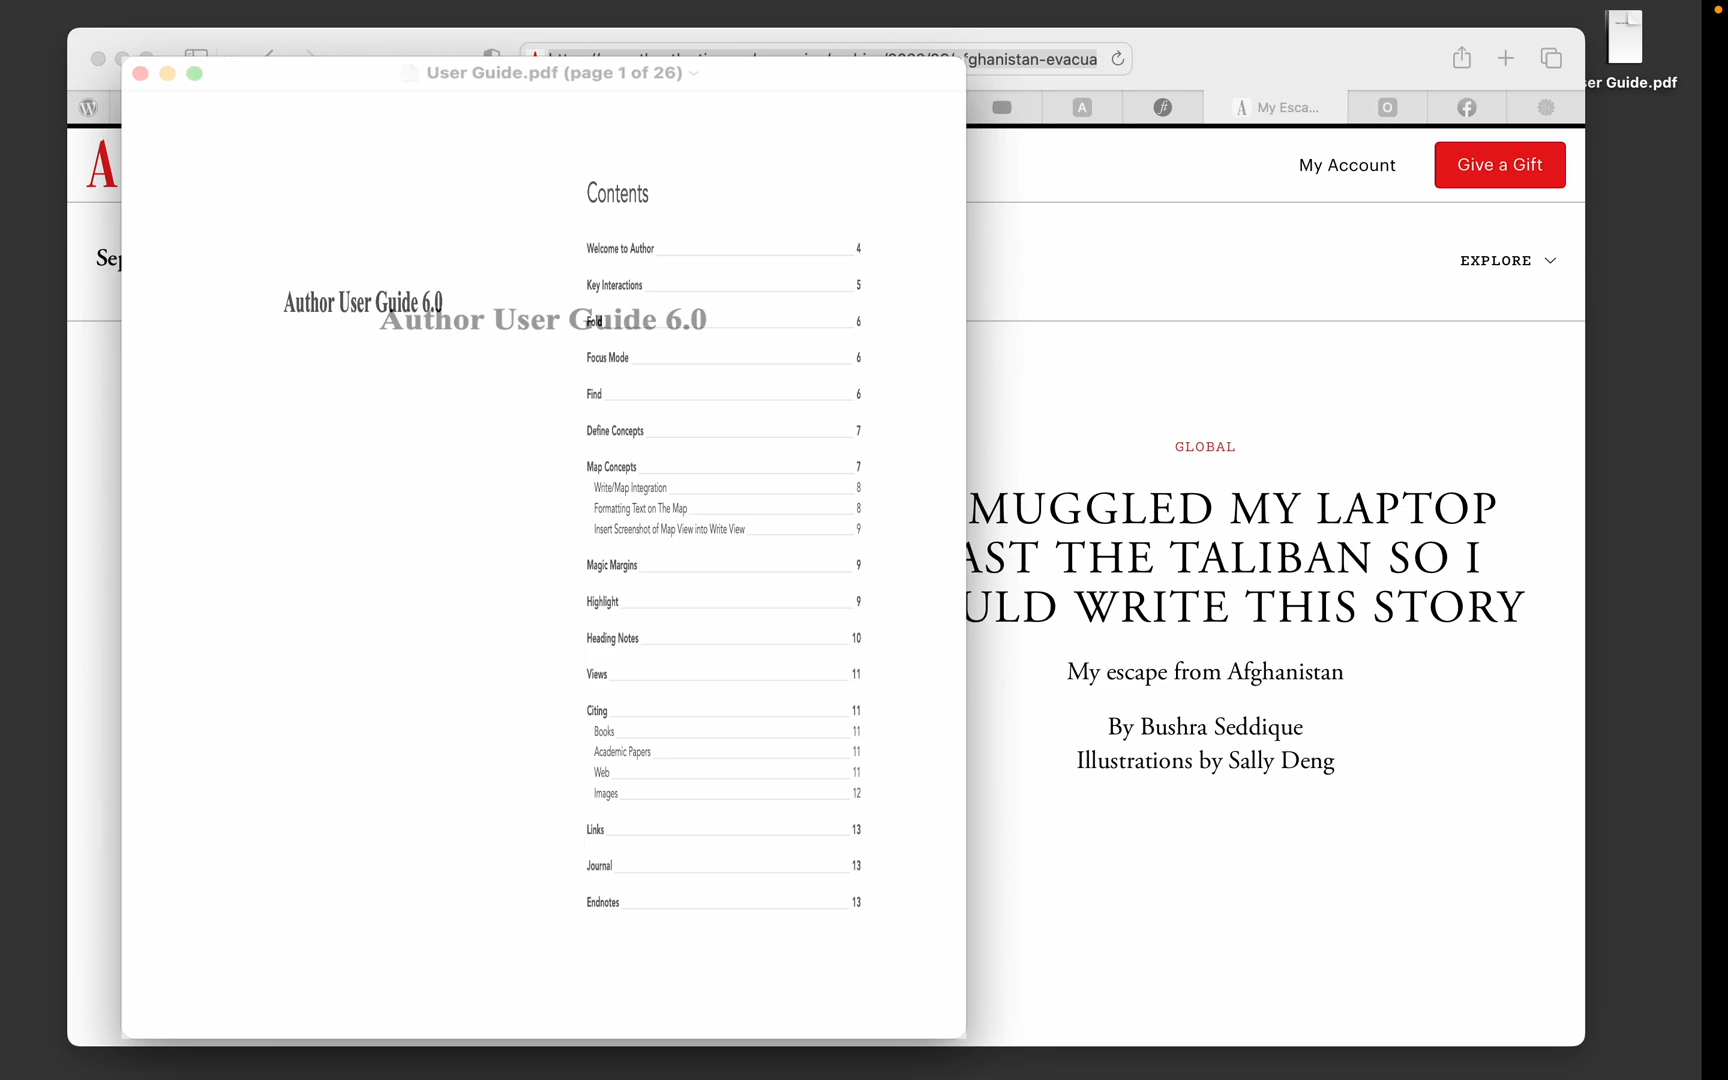 User Guide.pdf (page 1 of 26)
ghanistan-evacua
My Esca...
er Guide.pdf
A
My Account
Give a Gift
EXPLORE
Contents
Welcome to Author 4
Key Interactions 5
Author User Guide 6.0
Author User Guide 6.0
Fold 6
Focus Mode 6
Find 6
Define Concepts 7
Map Concepts 7
Write/Map Integration 8
Formatting Text on The Map 8
Insert Screenshot of Map View into Write View 9
Magic Margins 9
Highlight 9
Heading Notes 10
Views 11
Citing 11
Books 11
Academic Papers 11
Web 11
Images 12
Links 13
Journal 13
Endnotes 13
GLOBAL
MUGGLED MY LAPTOP
AST THE TALIBAN SO I
ULD WRITE THIS STORY
My escape from Afghanistan
By Bushra Seddique
Illustrations by Sally Deng